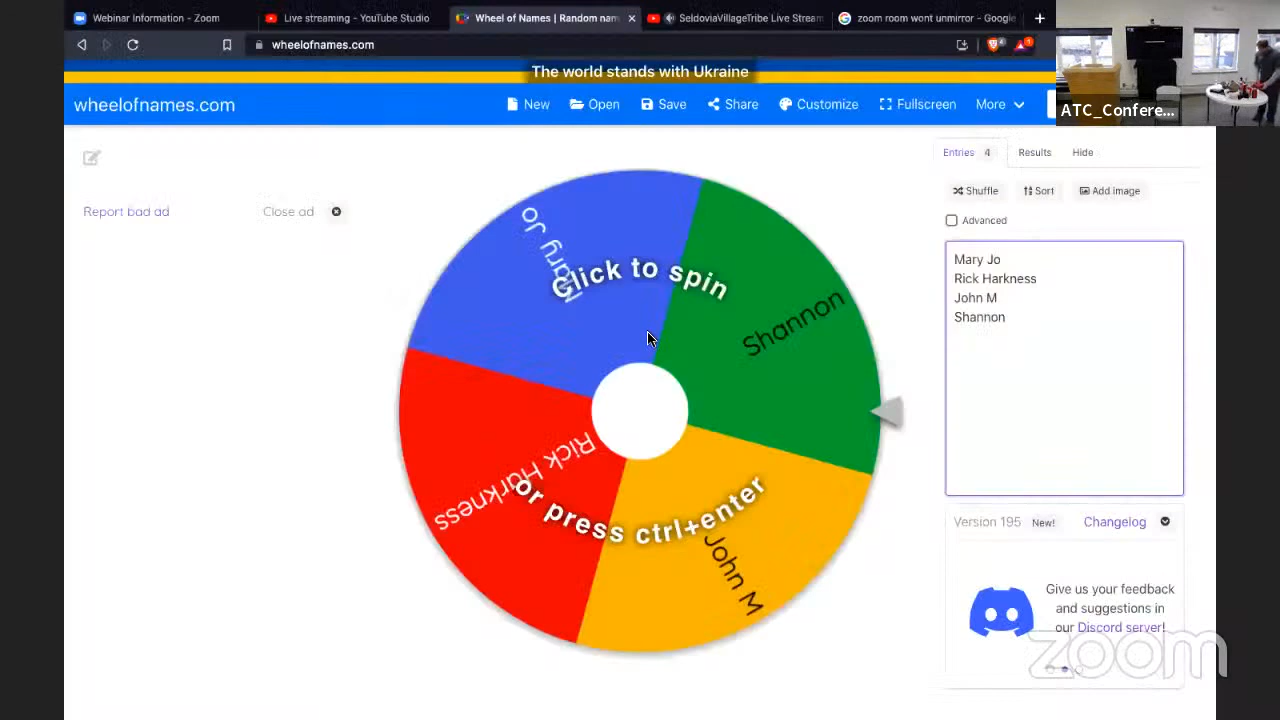 Webinar Information - Zoom
Live streaming - YouTube Studio
Wheel of Names | Random nam
SeldoviaVillageTribe Live Stream
zoom room wont unmirror - Google
wheelofnames.com
The world stands with Ukraine
wheelofnames.com
New
Open
Save
Share
Customize
Fullscreen
More
ATC_Confere...
Report bad ad
Close ad
Entries 4
Results
Hide
Shuffle
Sort
Add image
Advanced
Mary Jo
Rick Harkness
John M
Shannon
Mary Jo
Click to spin
Shannon
Rick Harkness
or press ctrl+enter
John M
Version 195 New!
Changelog
Give us your feedback
and suggestions in
our Discord server!
zoom